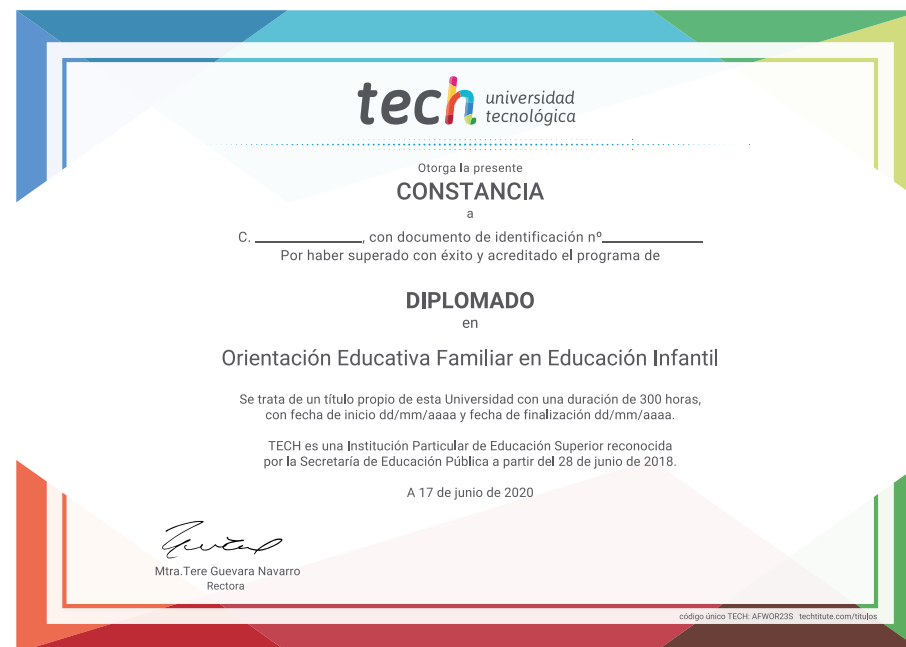 tech universidad
tecnológica
Otorga la presente
CONSTANCIA
a
C. ____________, con documento de identificación nº____________
Por haber superado con éxito y acreditado el programa de
DIPLOMADO
en
Orientación Educativa Familiar en Educación Infantil
Se trata de un título propio de esta Universidad con una duración de 300 horas,
con fecha de inicio dd/mm/aaaa y fecha de finalización dd/mm/aaaa.
TECH es una Institución Particular de Educación Superior reconocida
por la Secretaría de Educación Pública a partir del 28 de junio de 2018.
A 17 de junio de 2020
Mtra.Tere Guevara Navarro
Rectora
código único TECH: AFWOR23S techtitute.com/titulos